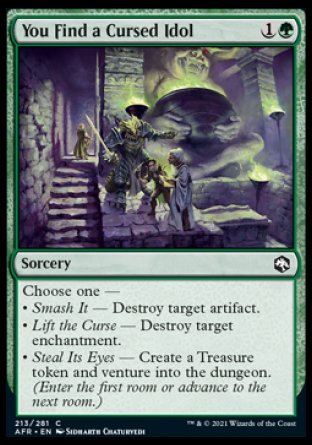 You Find a Cursed Idol 1
Sorcery
Choose one —
• Smash It — Destroy target artifact.
• Lift the Curse — Destroy target
enchantment.
• Steal Its Eyes — Create a Treasure
token and venture into the dungeon.
(Enter the first room or advance to the
next room.)
213/281 C
AFR • EN Sidharth Chaturvedi
™ & © 2021 Wizards of the Coast